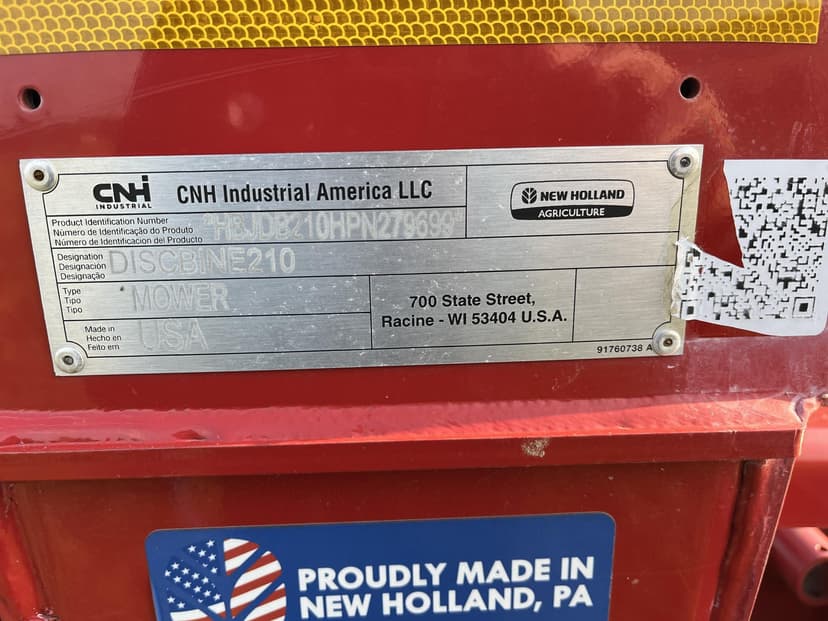 CNH
INDUSTRIAL
CNH Industrial America LLC
NEW HOLLAND
AGRICULTURE
Product Identification Number
Número de Identificação do Produto
Número de Identificacion del Producto
*H8JDB210HPN279699*
Designation
Designación
Designação
DISCBINE210
Type
Tipo
Tipo
MOWER
700 State Street,
Racine - WI 53404 U.S.A.
Made in
Hecho en
Feito em
USA
91760738 A
PROUDLY MADE IN
NEW HOLLAND, PA